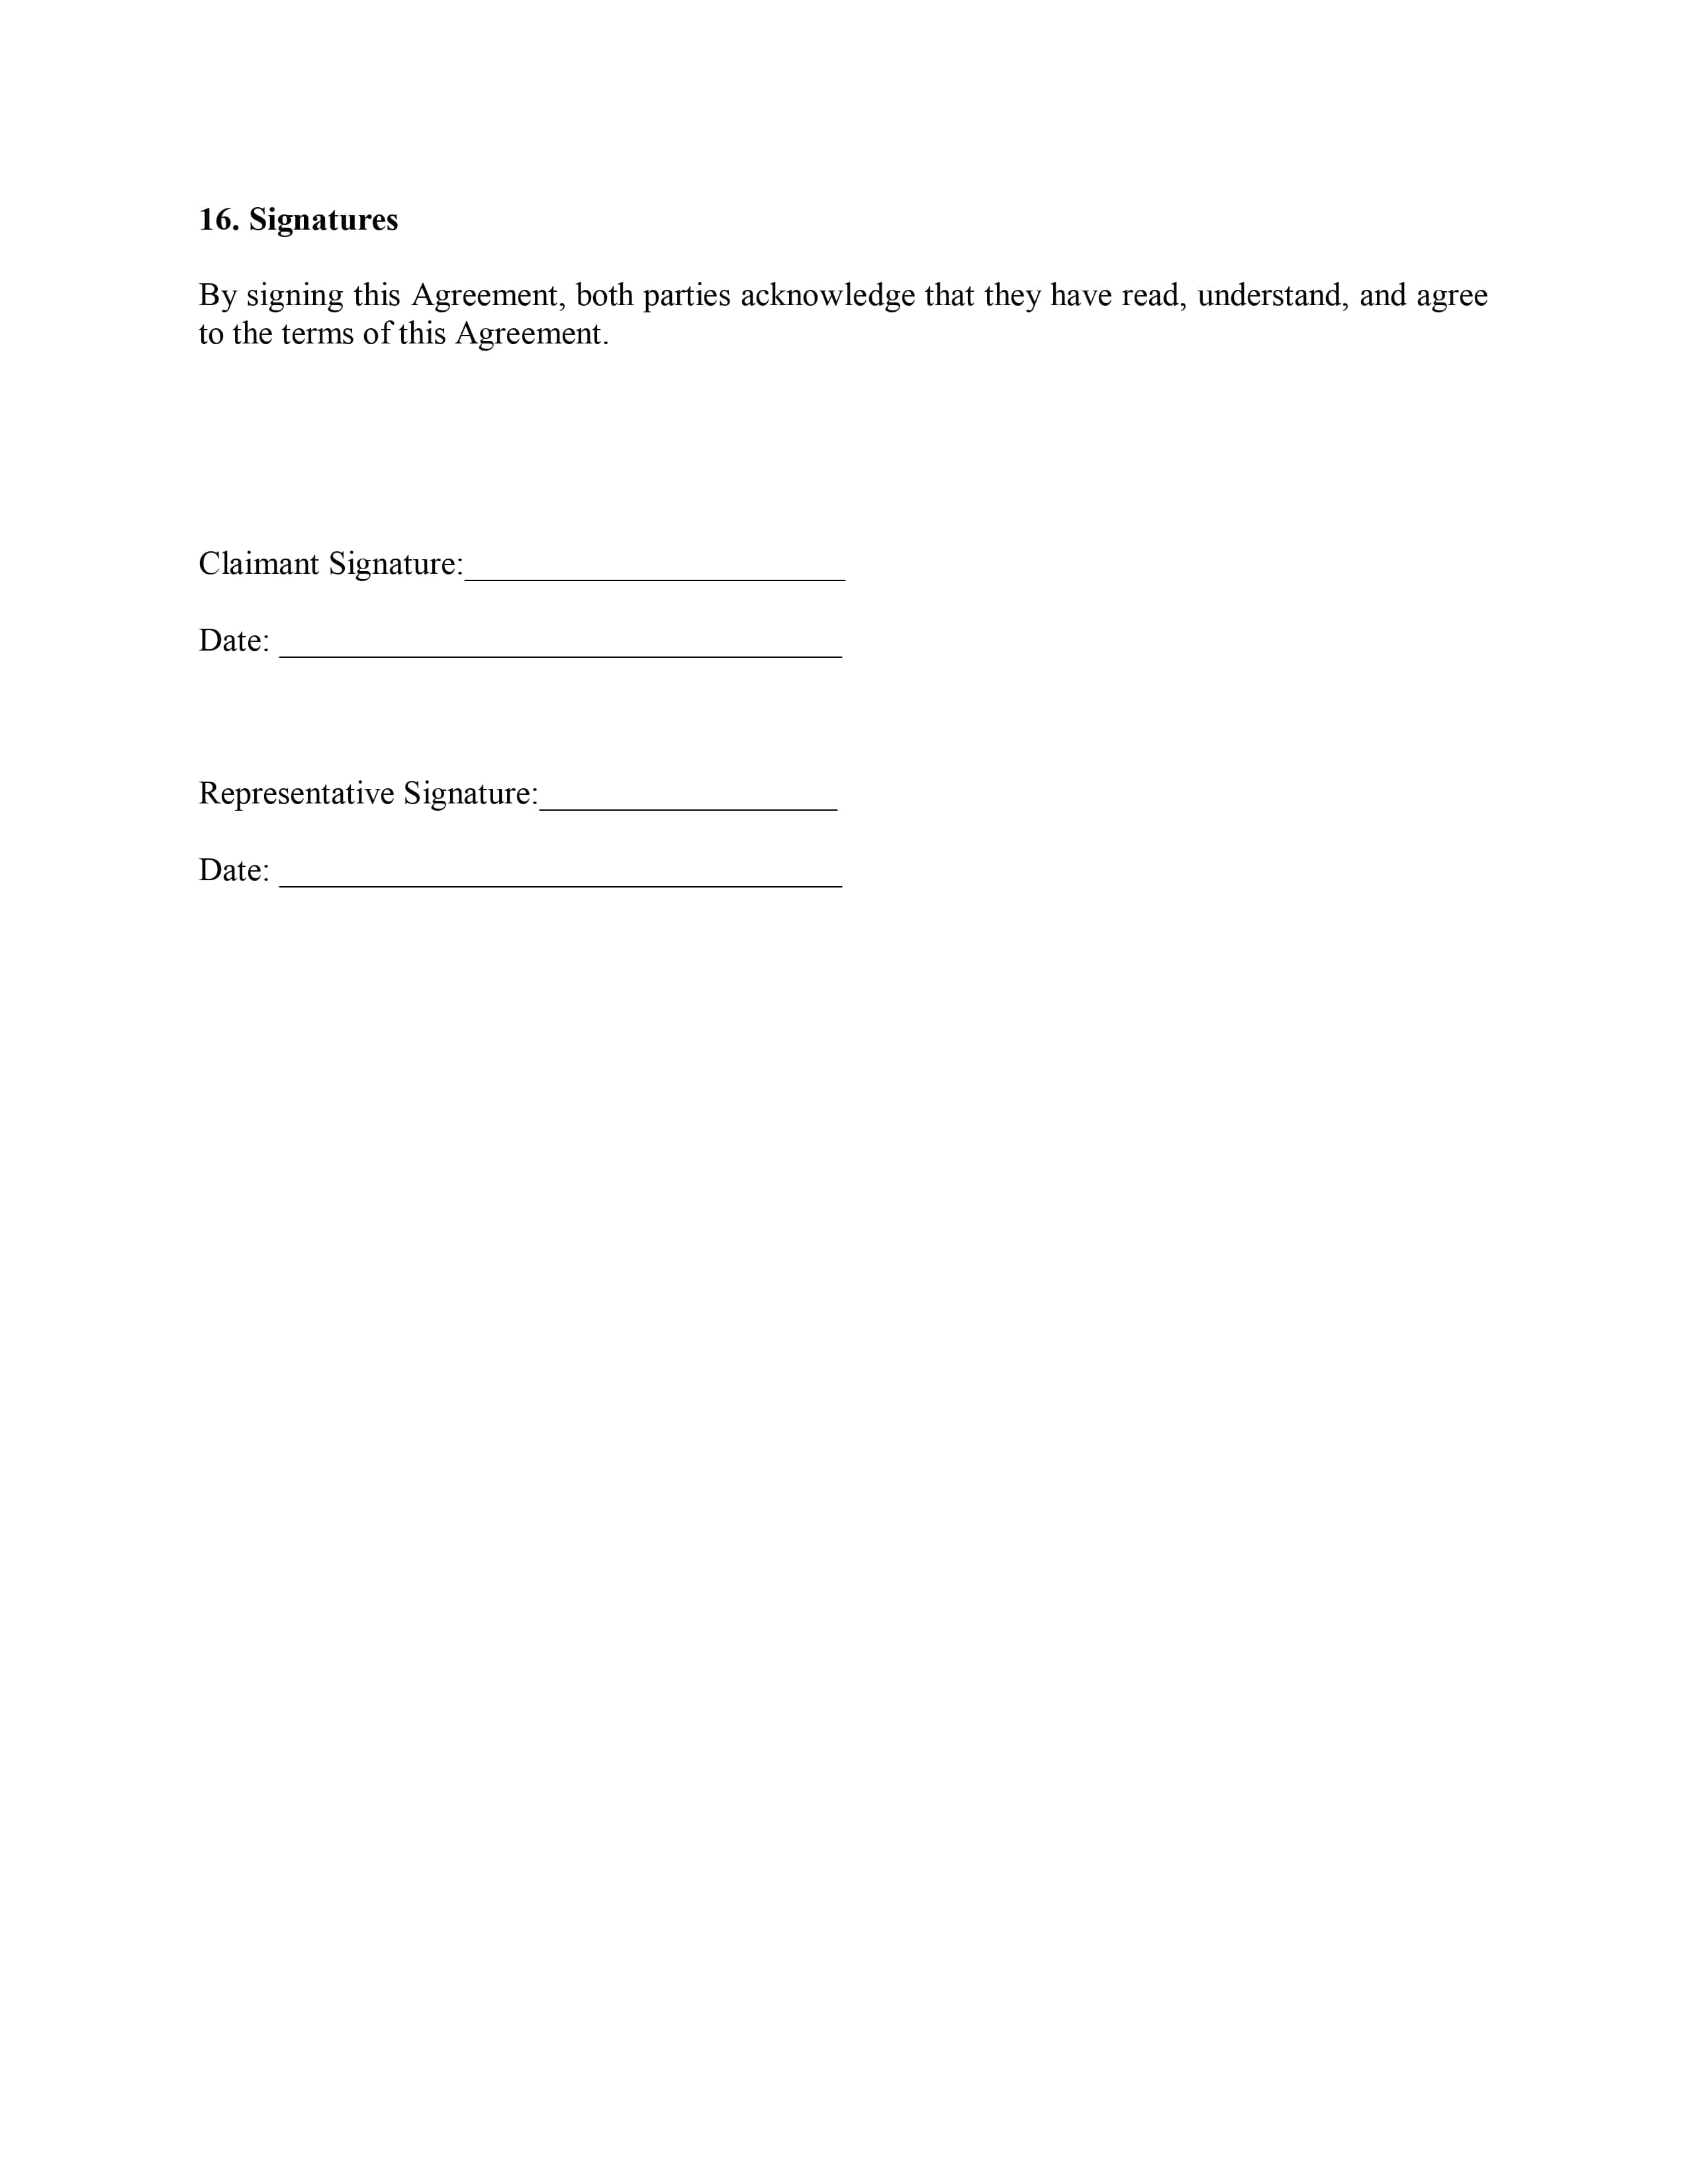 16. Signatures
By signing this Agreement, both parties acknowledge that they have read, understand, and agree
to the terms of this Agreement.
Claimant Signature:______________________
Date: ________________________________
Representative Signature:_________________
Date: ________________________________